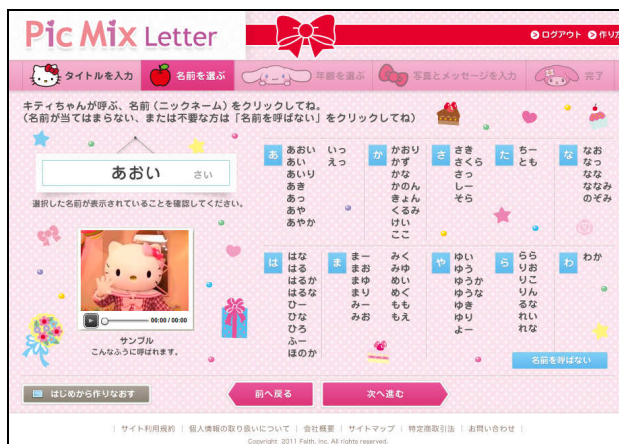 Pic Mix Letter
ログアウト 作り方
タイトルを入力 名前を選ぶ 年齢を選ぶ 写真とメッセージを入力 完了
キティちゃんが呼ぶ、名前（ニックネーム）をクリックしてね。
（名前が当てはまらない、または不要な方は「名前を呼ばない」をクリックしてね）
あおい さい
選択した名前が表示されていることを確認してください。
00:00 / 00:00
サンプル
こんなふうに呼ばれます。
あ
あおい
あい
あいり
あき
あっ
あや
あやか
いっ
えっ
か
かおり
かず
かな
かのん
きょん
くるみ
けい
ここ
さ
さき
さくら
さっ
しー
そら
た
ちー
とも
な
なお
なっ
なな
ななみ
のぞみ
は
はな
はる
はるか
はるな
ひー
ひな
ひろ
ふー
ほのか
ま
まー
まお
まゆ
まり
みー
みお
みく
みゆ
めい
めぐ
もも
もえ
や
ゆい
ゆう
ゆうか
ゆうな
ゆき
ゆり
よー
ら
らら
りお
りこ
りん
るな
れい
れな
わ
わか
名前を呼ばない
はじめから作りなおす 前へ戻る 次へ進む
| サイト利用規約 | 個人情報の取り扱いについて | 会社概要 | サイトマップ | 特定商取引法 | お問い合わせ |
Copyright 2011 Faith, Inc. All rights reserved.